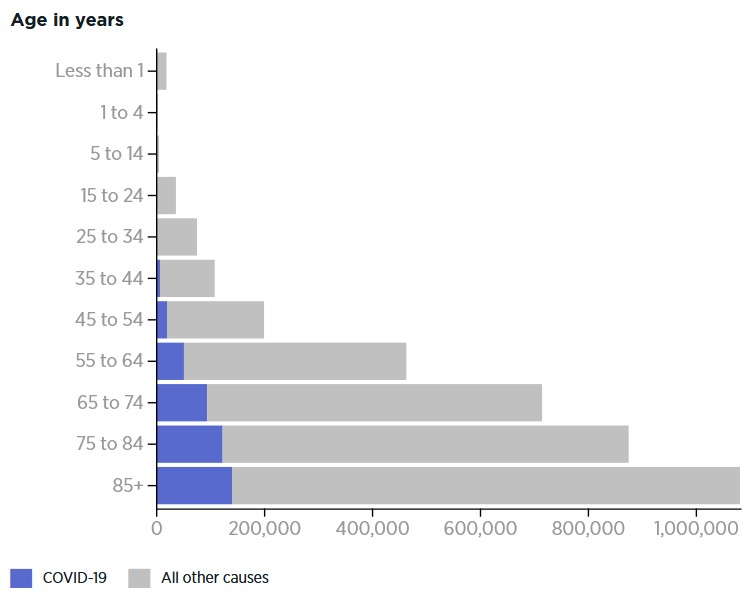 Age in years
Less than 1
1 to 4
5 to 14
15 to 24
25 to 34
35 to 44
45 to 54
55 to 64
65 to 74
75 to 84
85+
0 200,000 400,000 600,000 800,000 1,000,000
COVID-19 All other causes